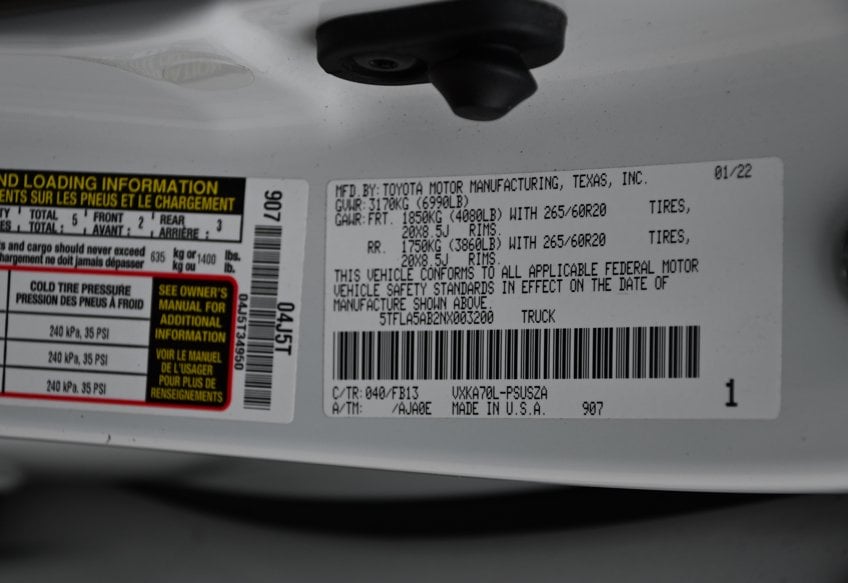 ND LOADING INFORMATION
ENTS SUR LES PNEUS ET LE CHARGEMENT
TOTAL 5 FRONT 2 REAR 3
TOTAL: AVANT: ARRIÈRE:
s and cargo should never exceed 635 kg or 1400 lbs.
hargement ne doit jamais dépasser kg ou lb.
COLD TIRE PRESSURE
PRESSION DES PNEUS À FROID
240 kPa, 35 PSI
240 kPa, 35 PSI
240 kPa, 35 PSI
SEE OWNER'S
MANUAL FOR
ADDITIONAL
INFORMATION
VOIR LE MANUEL
DE L'USAGER
POUR PLUS DE
RENSEIGNEMENTS
907
04J5T34950
04J5T
MFD. BY: TOYOTA MOTOR MANUFACTURING, TEXAS, INC. 01/22
GVWR: 3170KG (6990LB)
GAWR: FRT. 1850KG (4080LB) WITH 265/60R20 TIRES,
20X8.5J RIMS.
RR. 1750KG (3860LB) WITH 265/60R20 TIRES,
20X8.5J RIMS.
THIS VEHICLE CONFORMS TO ALL APPLICABLE FEDERAL MOTOR
VEHICLE SAFETY STANDARDS IN EFFECT ON THE DATE OF
MANUFACTURE SHOWN ABOVE.
5TFLA5AB2NX003200 TRUCK
C/TR: 040/FB13 VXKA70L-PSUSZA
A/TM: /AJA0E MADE IN U.S.A. 907
1